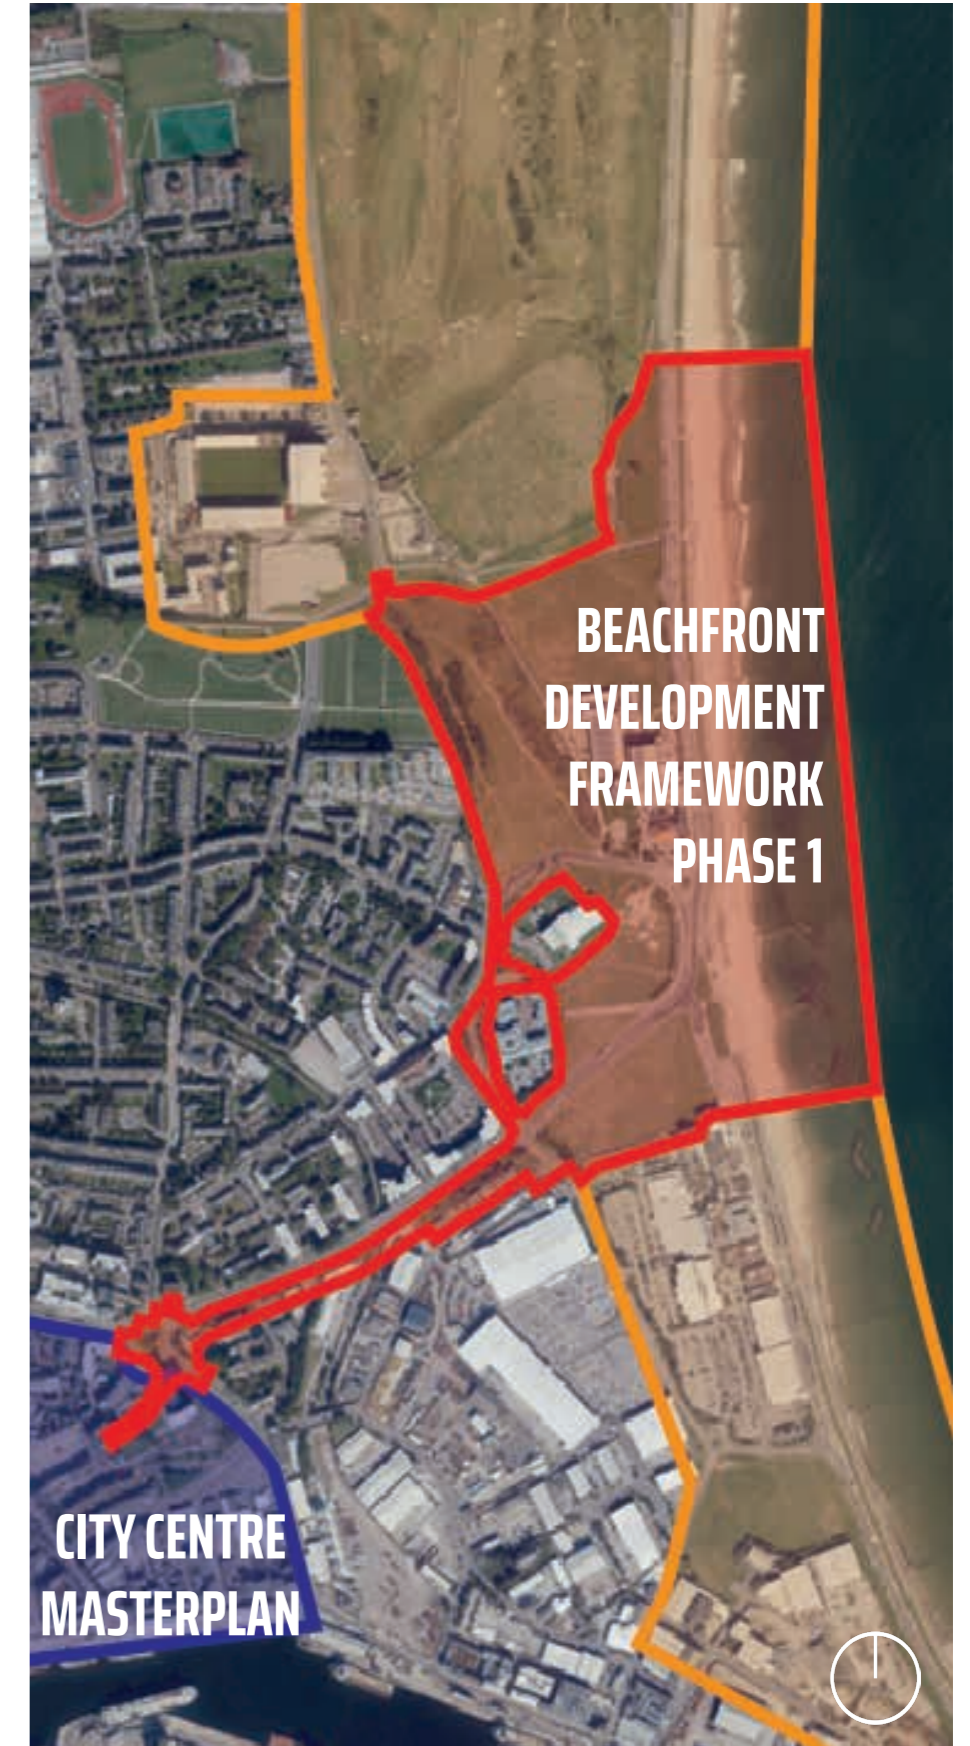 BEACHFRONT
DEVELOPMENT
FRAMEWORK
PHASE 1
CITY CENTRE
MASTERPLAN